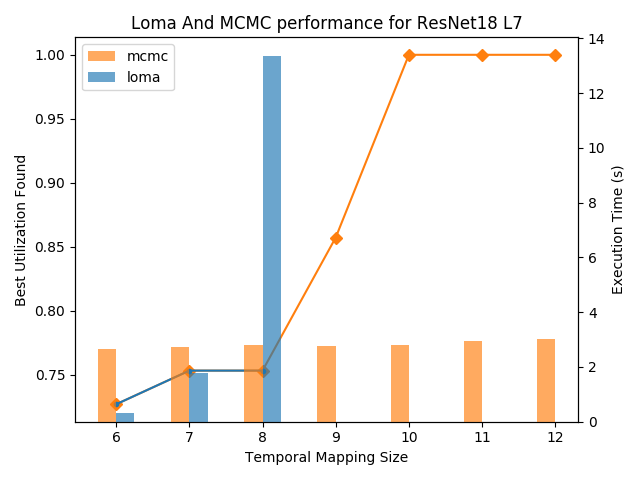 Loma And MCMC performance for ResNet18 L7
mcmc
loma
Best Utilization Found
1.00
0.95
0.90
0.85
0.80
0.75
14
12
10
8
6
4
2
0
Execution Time (s)
6 7 8 9 10 11 12
Temporal Mapping Size